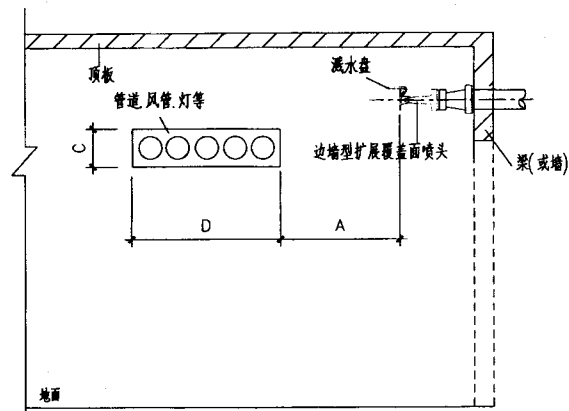 顶板
溅水盘
管道.风管.灯等
边墙型扩展覆盖面喷头
梁(或墙)
C
D
A
地面